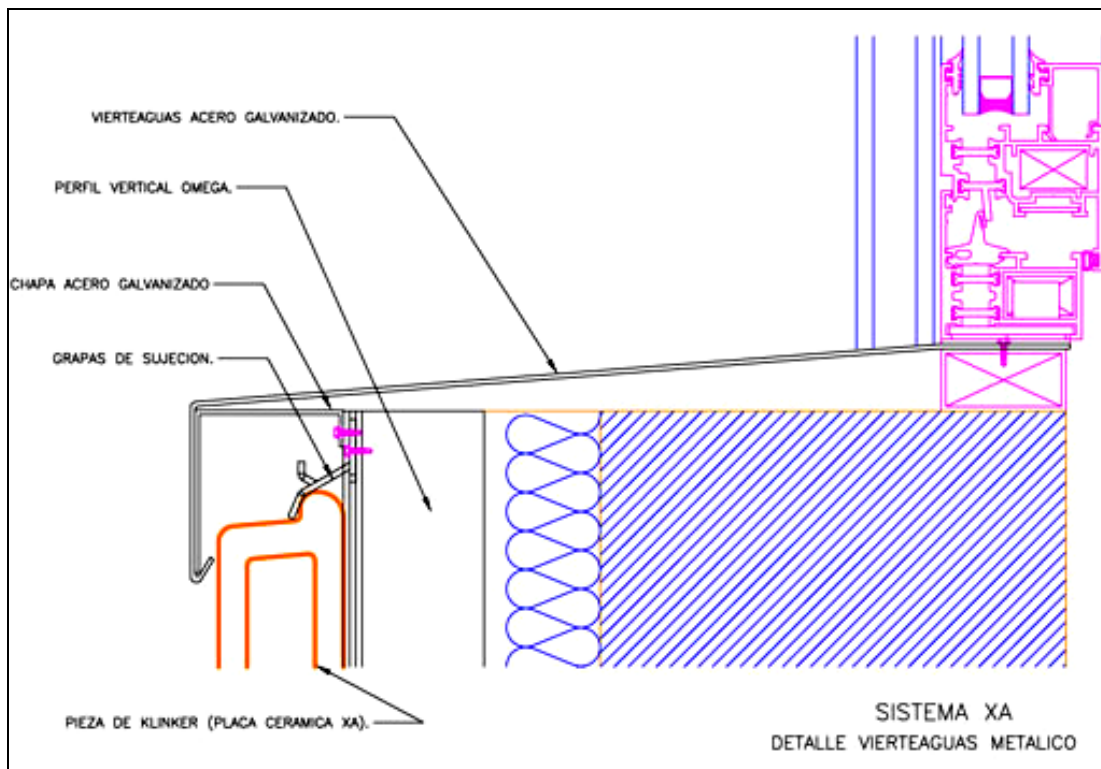 VIERTEAGUAS ACERO GALVANIZADO.
PERFIL VERTICAL OMEGA.
CHAPA ACERO GALVANIZADO
GRAPAS DE SUJECION.
PIEZA DE KLINKER (PLACA CERAMICA XA).
SISTEMA XA
DETALLE VIERTEAGUAS METALICO